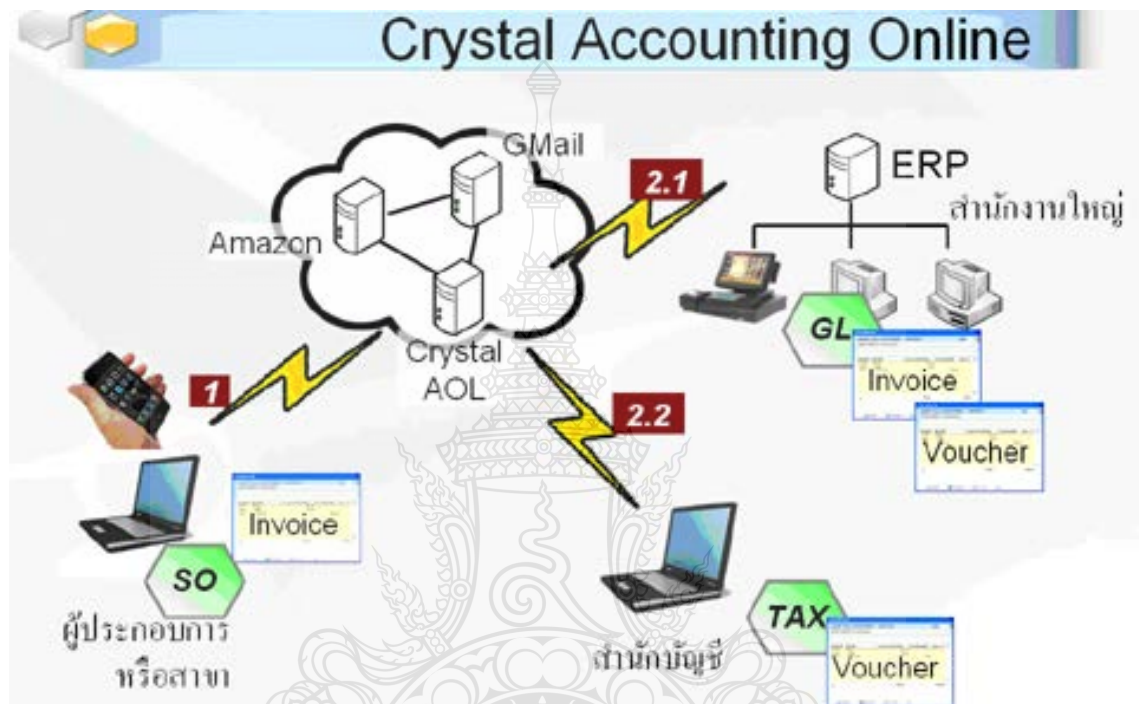 Crystal Accounting Online
GMail
Amazon
Crystal
AOL
2.1
ERP
สำนักงานใหญ่
GL
Invoice
Voucher
1
2.2
Invoice
SO
ผู้ประกอบการ
หรือสาขา
สำนักบัญชี
TAX
Voucher